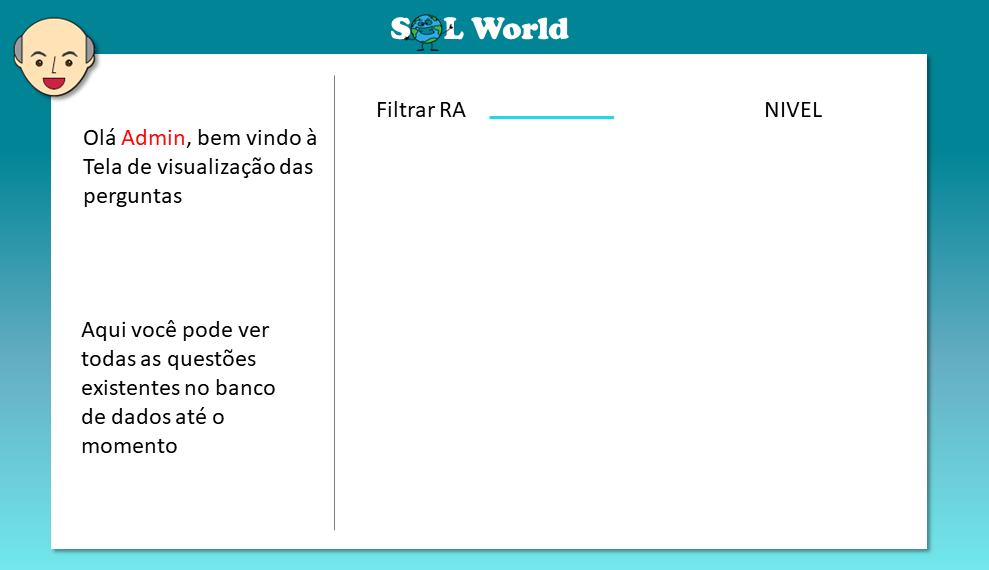 SOL World
Filtrar RA
NIVEL
Olá Admin, bem vindo à
Tela de visualização das
perguntas
Aqui você pode ver
todas as questões
existentes no banco
de dados até o
momento